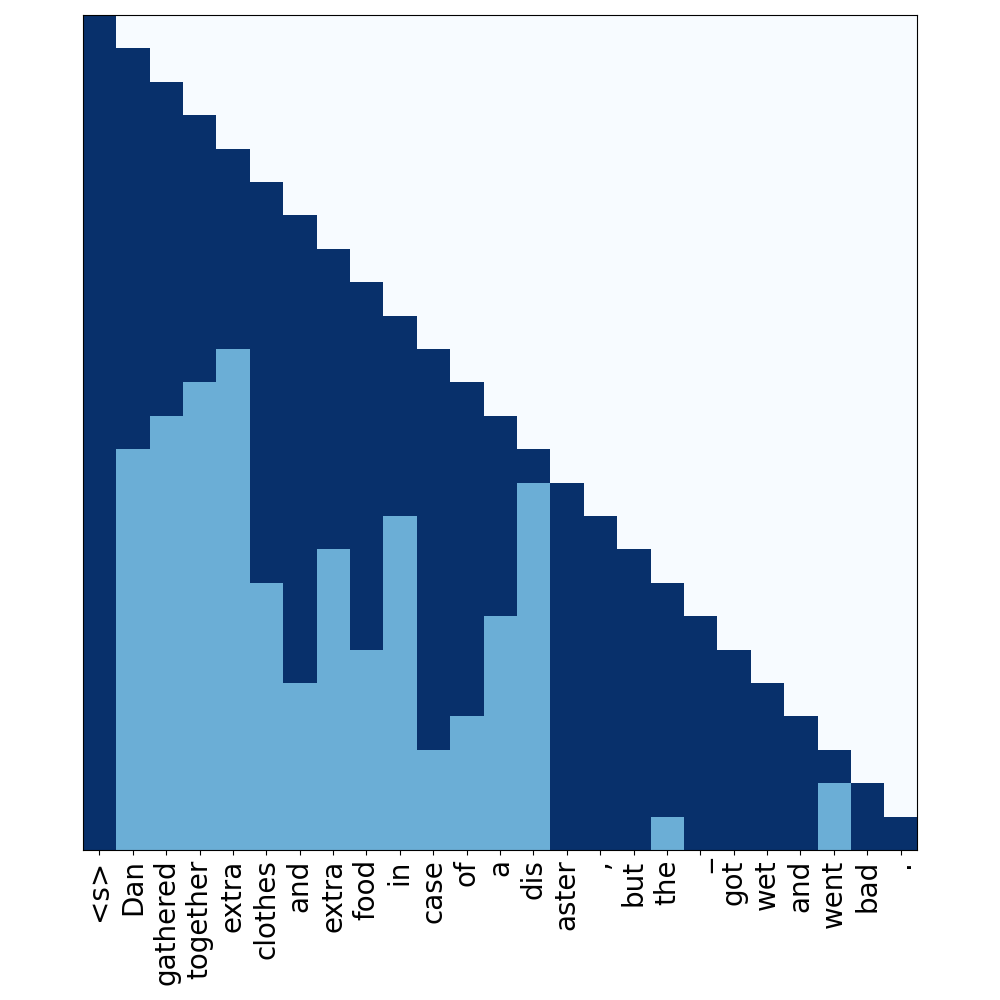 <s> Dan gathered together extra clothes and extra food in case of a dis aster , but the _ got wet and went bad .